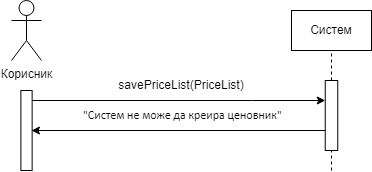 Систем
Корисник
savePriceList(PriceList)
"Систем не може да креира ценовник"